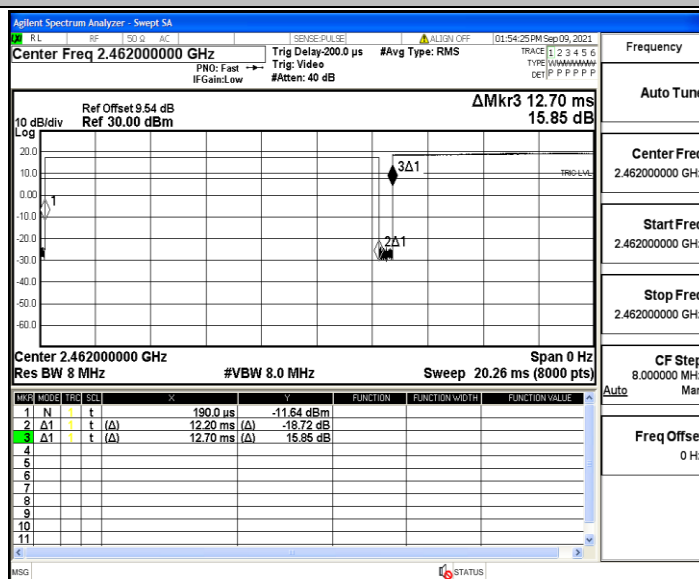 Agilent Spectrum Analyzer - Swept SA
RL RF 50 Ω AC SENSE:PULSE ALIGN OFF 01:54:25 PM Sep 09, 2021
Center Freq 2.462000000 GHz
PNO: Fast
IFGain:Low
Trig Delay-200.0 µs
Trig: Video
#Atten: 40 dB
#Avg Type: RMS
TRACE 1 2 3 4 5 6
TYPE
DET P P P P P P
Ref Offset 9.54 dB
Ref 30.00 dBm
ΔMkr3 12.70 ms
15.85 dB
10 dB/div
Log
20.0
10.0
0.00
-10.0
-20.0
-30.0
-40.0
-50.0
-60.0
1
2Δ1
3Δ1
TRIG LVL
Center 2.462000000 GHz Span 0 Hz
Res BW 8 MHz #VBW 8.0 MHz Sweep 20.26 ms (8000 pts)
MKR MODE TRC SCL X Y FUNCTION FUNCTION WIDTH FUNCTION VALUE
1 N 1 t 190.0 µs -11.64 dBm
2 Δ1 1 t (Δ) 12.20 ms (Δ) -18.72 dB
3 Δ1 1 t (Δ) 12.70 ms (Δ) 15.85 dB
4
5
6
7
8
9
10
11
MSG STATUS
Frequency
Auto Tune
Center Freq
2.462000000 GHz
Start Freq
2.462000000 GHz
Stop Freq
2.462000000 GHz
CF Step
8.000000 MHz
Auto Man
Freq Offset
0 Hz